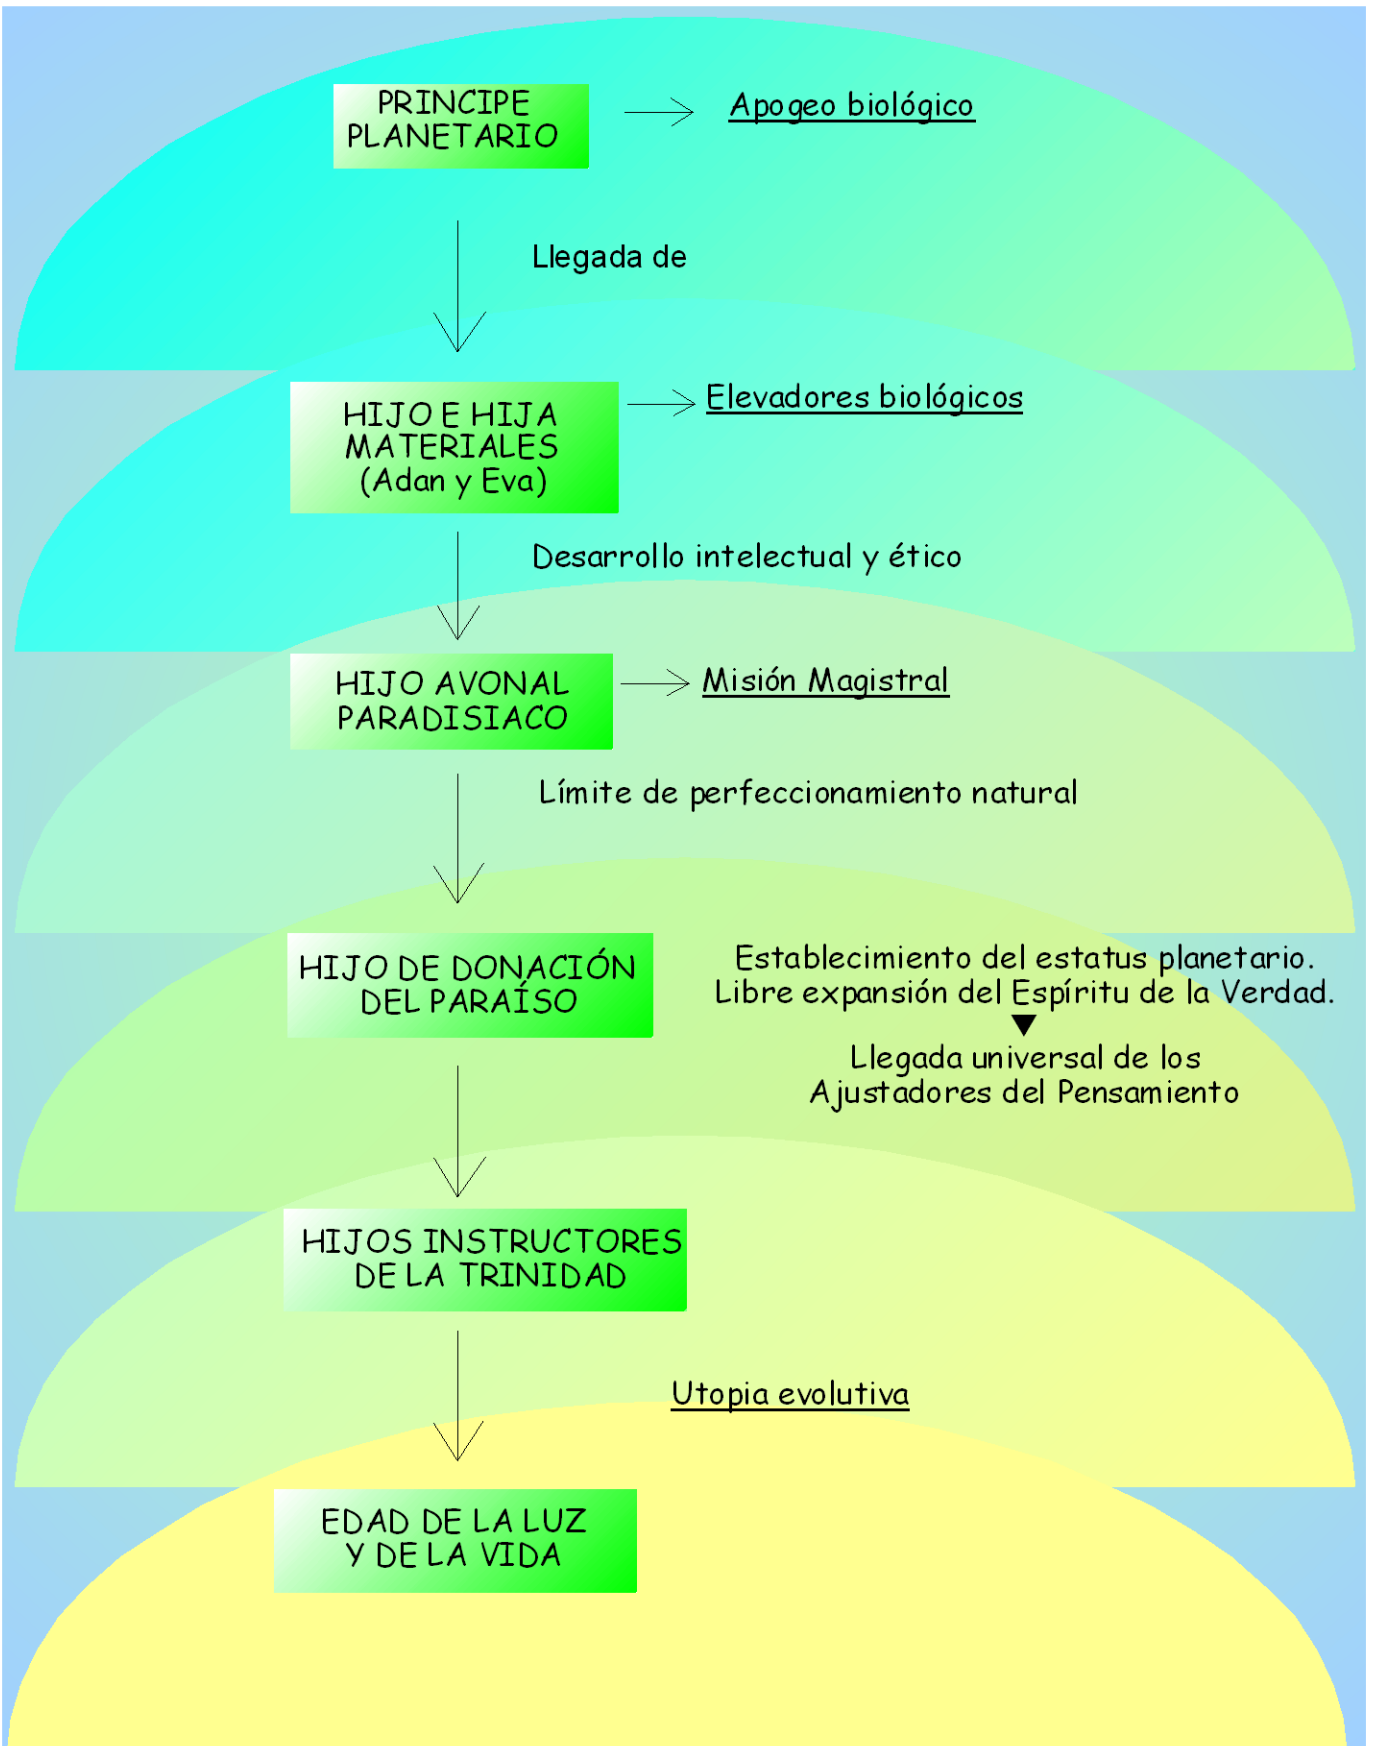 PRINCIPE
PLANETARIO
Apogeo biológico
Llegada de
HIJO E HIJA
MATERIALES
(Adan y Eva)
Elevadores biológicos
Desarrollo intelectual y ético
HIJO AVONAL
PARADISIACO
Misión Magistral
Límite de perfeccionamiento natural
HIJO DE DONACIÓN
DEL PARAÍSO
Establecimiento del estatus planetario.
Libre expansión del Espíritu de la Verdad.
Llegada universal de los
Ajustadores del Pensamiento
HIJOS INSTRUCTORES
DE LA TRINIDAD
Utopia evolutiva
EDAD DE LA LUZ
Y DE LA VIDA